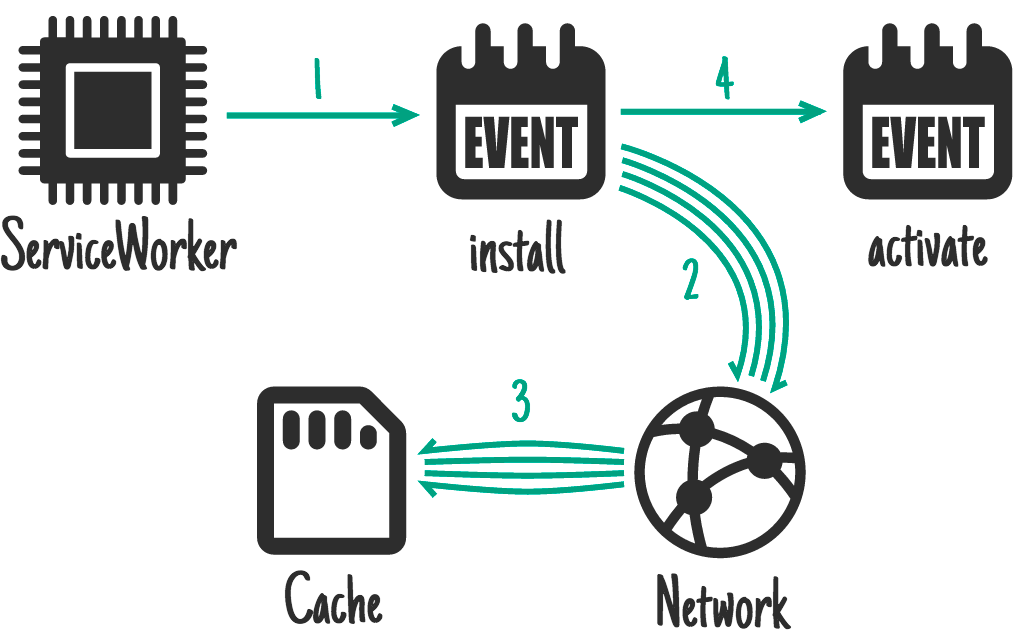 1
4
EVENT
EVENT
ServiceWorker
install
activate
2
3
Cache
Network